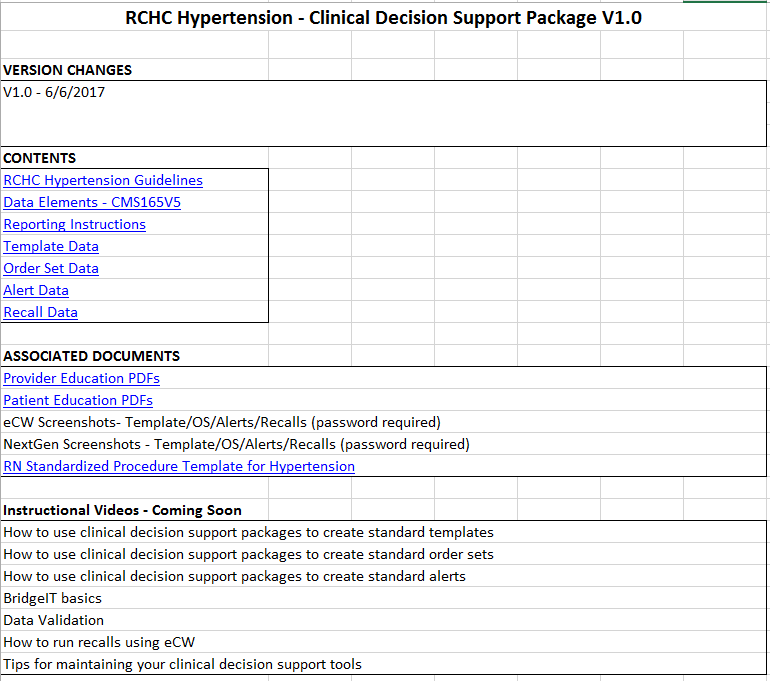 RCHC Hypertension - Clinical Decision Support Package V1.0
VERSION CHANGES
V1.0 - 6/6/2017
CONTENTS
RCHC Hypertension Guidelines
Data Elements - CMS165V5
Reporting Instructions
Template Data
Order Set Data
Alert Data
Recall Data
ASSOCIATED DOCUMENTS
Provider Education PDFs
Patient Education PDFs
eCW Screenshots- Template/OS/Alerts/Recalls (password required)
NextGen Screenshots - Template/OS/Alerts/Recalls (password required)
RN Standardized Procedure Template for Hypertension
Instructional Videos - Coming Soon
How to use clinical decision support packages to create standard templates
How to use clinical decision support packages to create standard order sets
How to use clinical decision support packages to create standard alerts
BridgeIT basics
Data Validation
How to run recalls using eCW
Tips for maintaining your clinical decision support tools